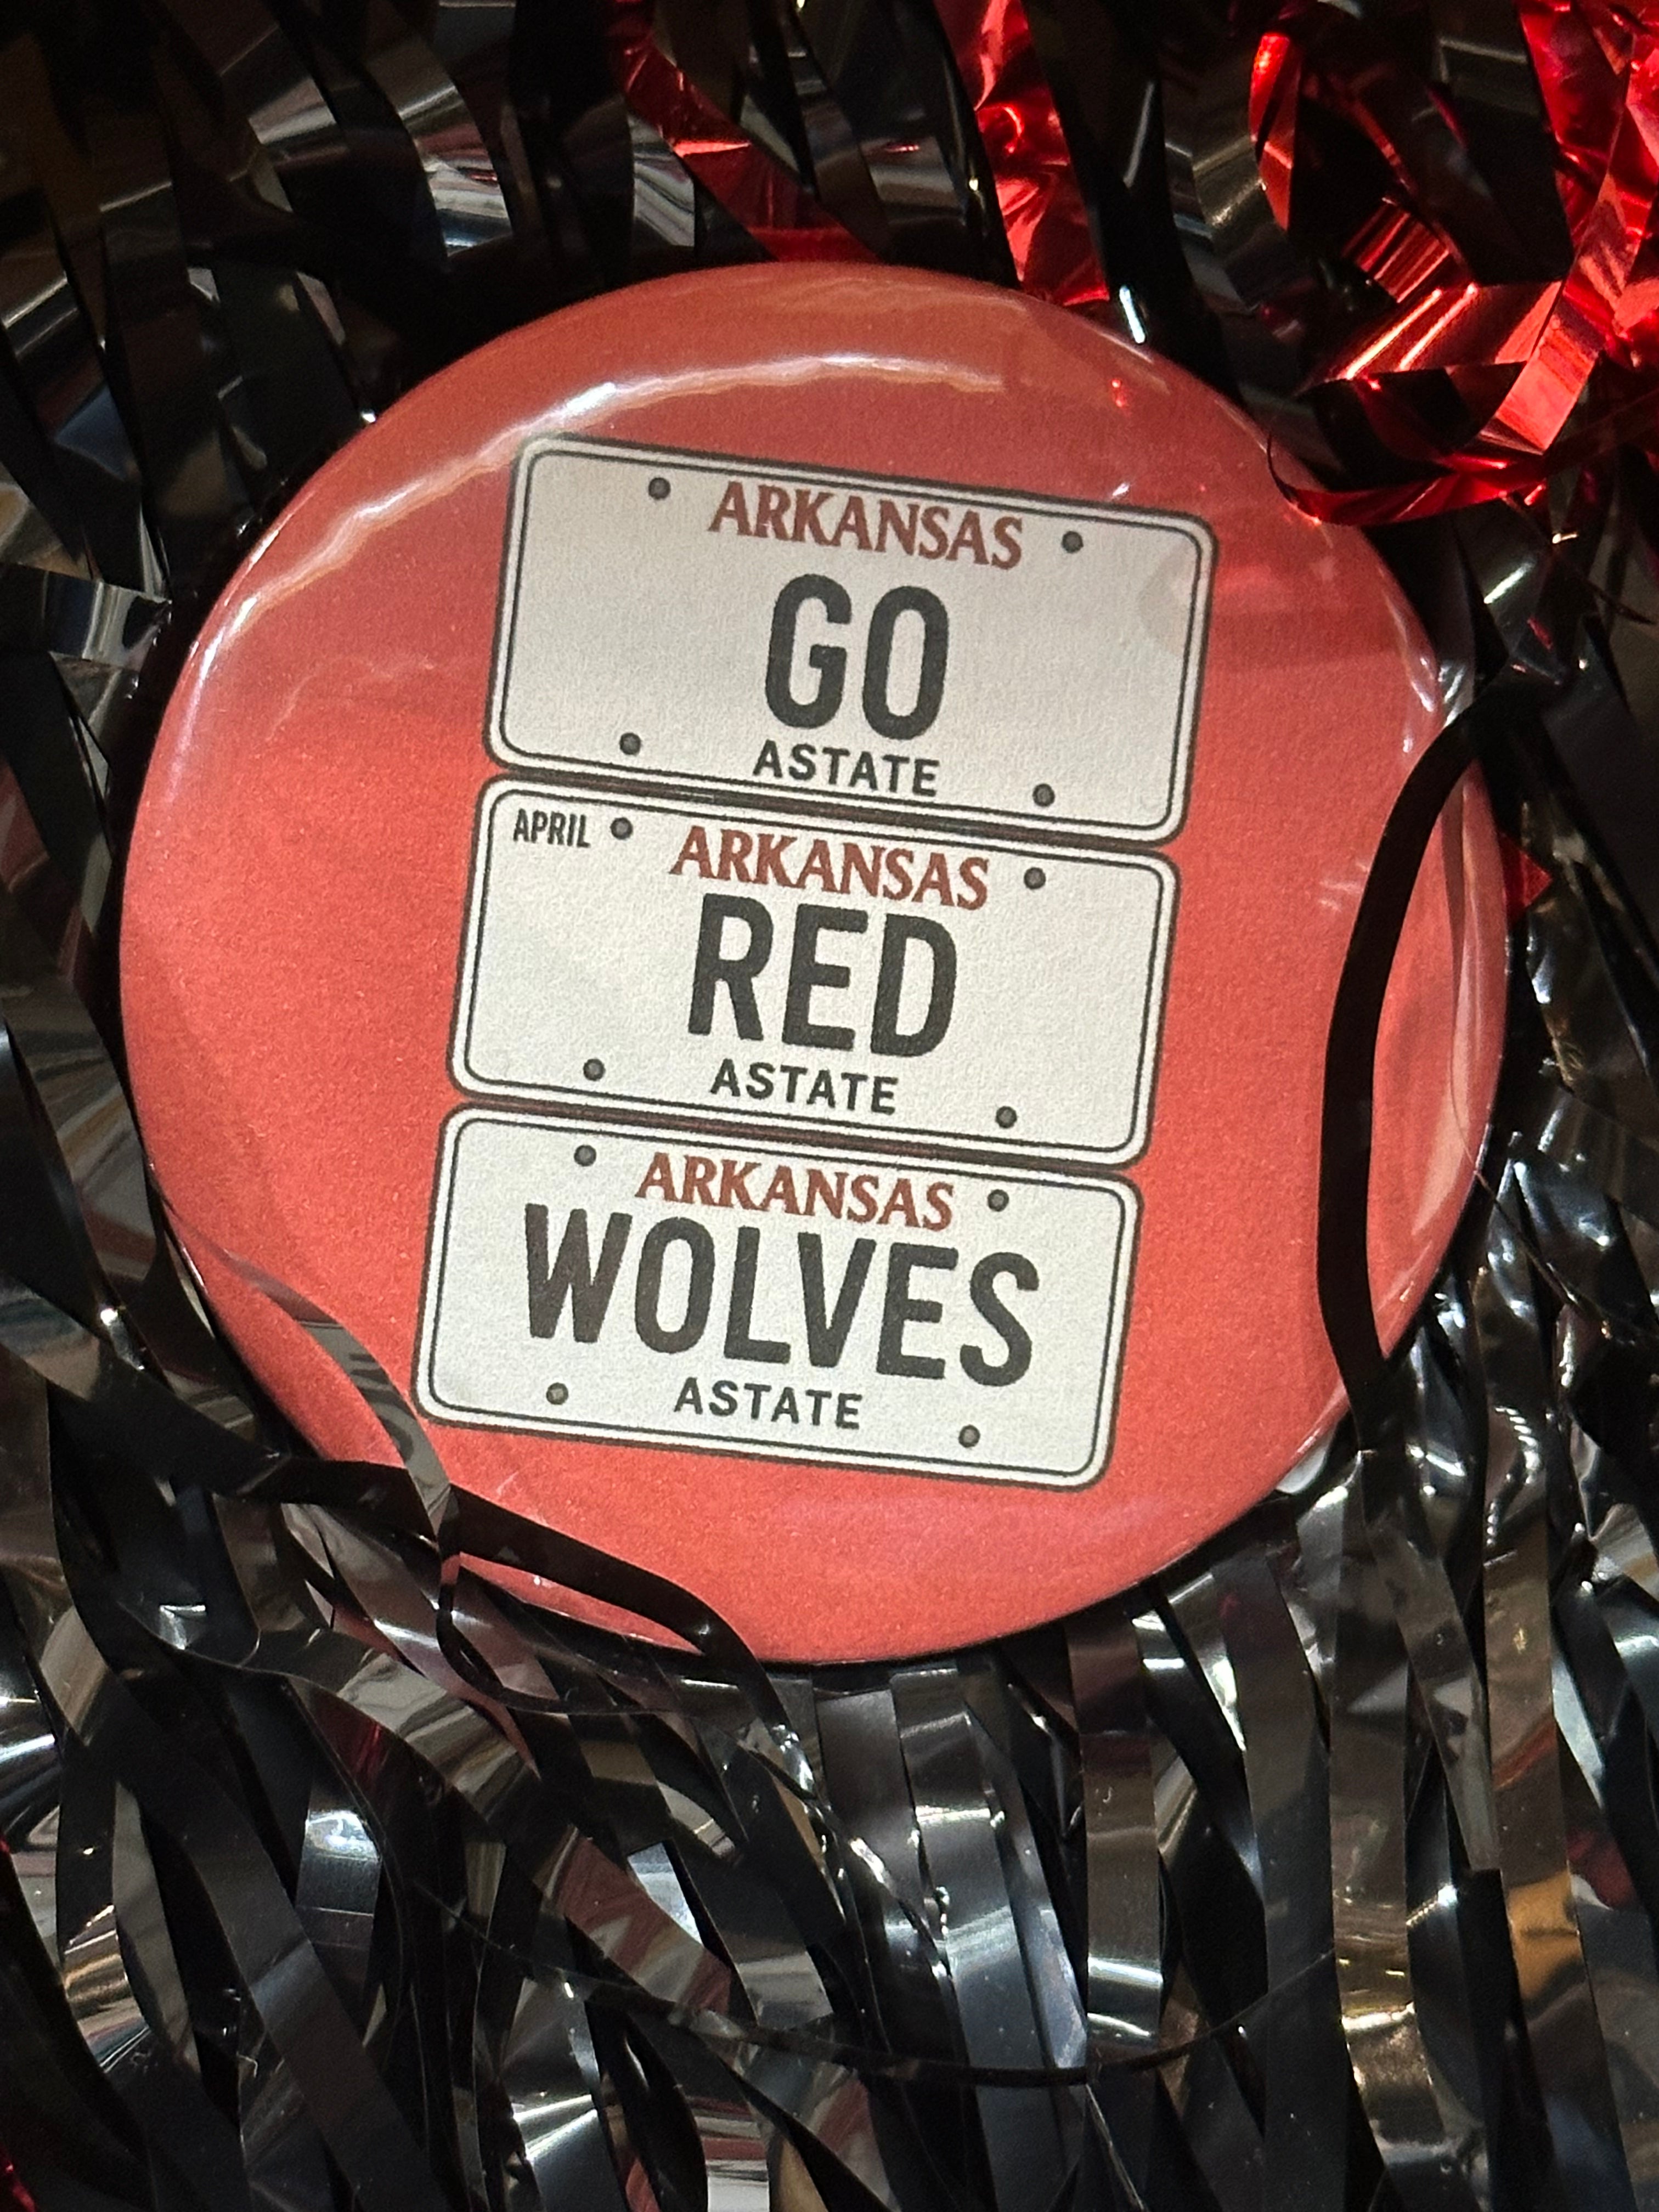 ARKANSAS
GO
ASTATE
APRIL
ARKANSAS
RED
ASTATE
ARKANSAS
WOLVES
ASTATE